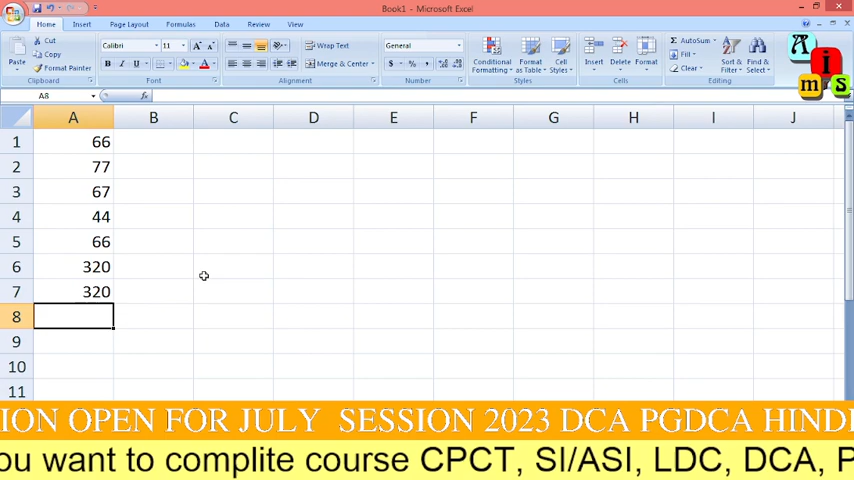 Book1 - Microsoft Excel
Home Insert Page Layout Formulas Data Review View
Paste Cut Copy Format Painter Clipboard
Calibri 11 A A B I U A Font
Wrap Text Merge & Center Alignment
General $ % , Number
Conditional Formatting Format as Table Cell Styles Styles
Insert Delete Format Cells
Σ AutoSum Fill Clear Sort & Filter Find & Select Editing
A i m s
A8 fx
A B C D E F G H I J
1 66
2 77
3 67
4 44
5 66
6 320
7 320
8
9
10
11
ION OPEN FOR JULY SESSION 2023 DCA PGDCA HINDI
ou want to complite course CPCT, SI/ASI, LDC, DCA, P